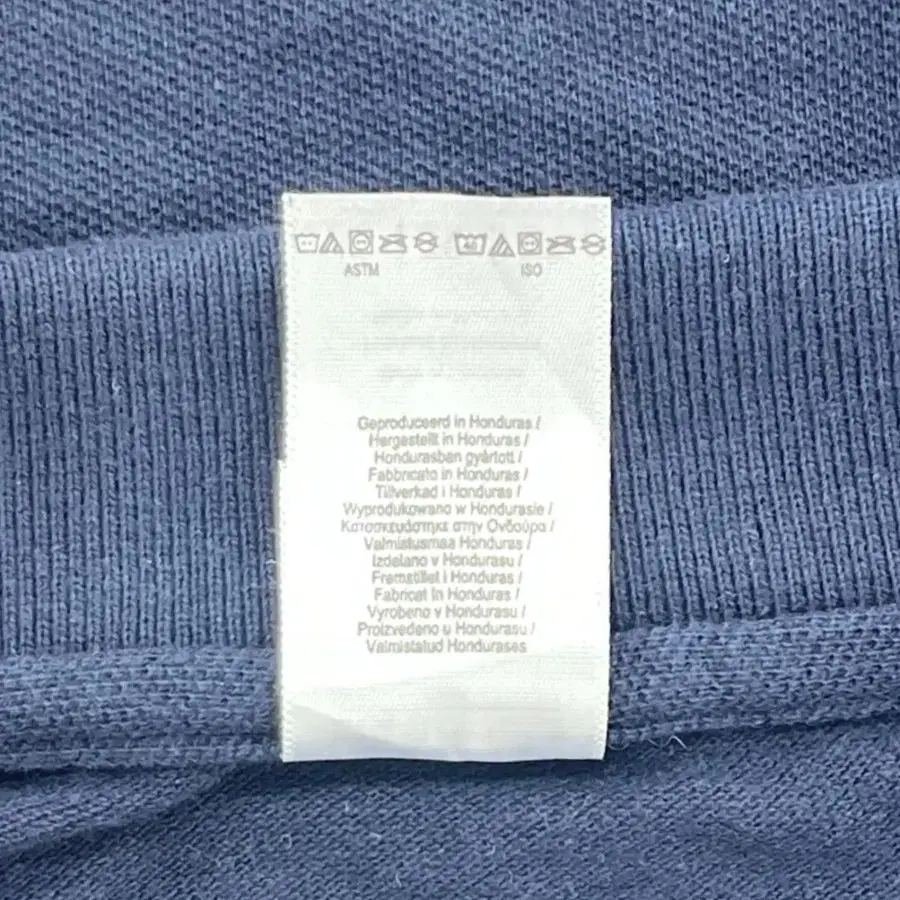 ASTM ISO
Geproduceerd in Honduras /
Hergestellt in Honduras /
Hondurasban gyártott /
Fabbricato in Honduras /
Tillverkad i Honduras /
Wyprodukowano w Hondurasie /
Κατασκευάστηκε στην Ονδούρα /
Valmistusmaa Honduras /
Izdelano v Hondurasu /
Fremstillet i Honduras /
Fabricat în Honduras /
Vyrobeno v Hondurasu /
Proizvedeno u Hondurasu /
Valmistatud Hondurases